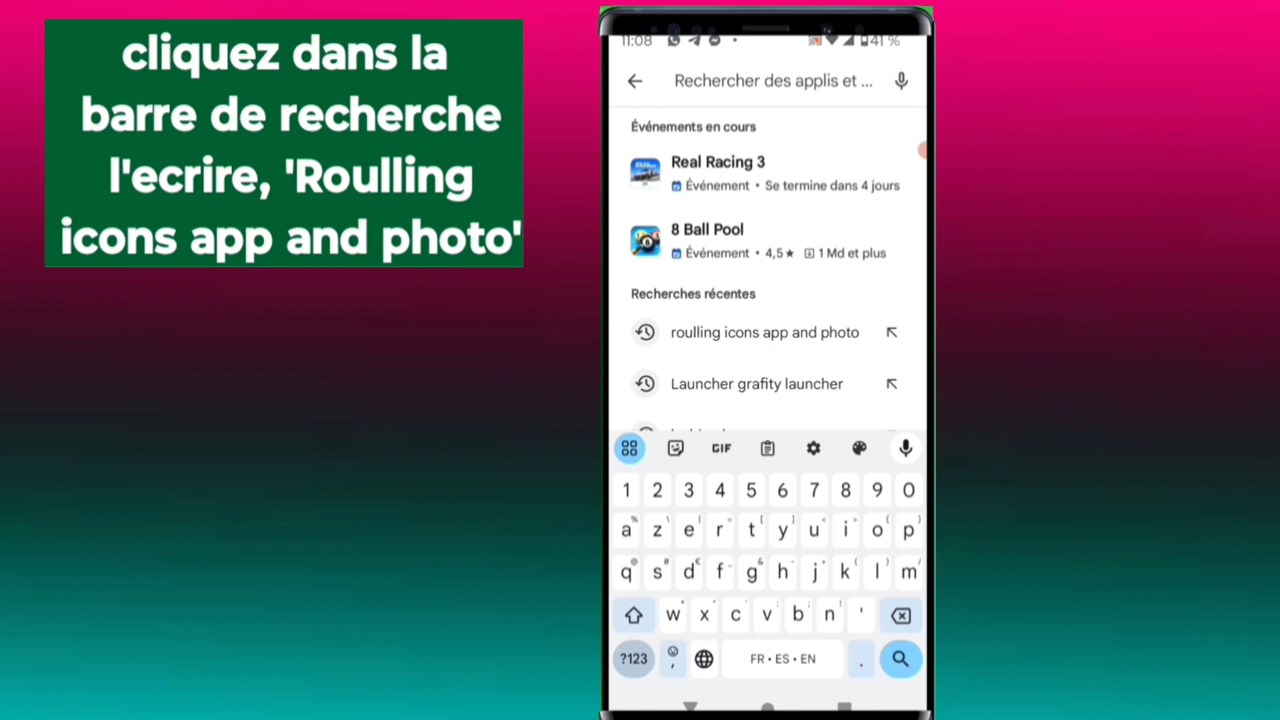 cliquez dans la
barre de recherche
l'ecrire, 'Roulling
icons app and photo'
11:08 41 %
Rechercher des applis et ...
Événements en cours
Real Racing 3
Événement • Se termine dans 4 jours
8 Ball Pool
Événement • 4,5★ 1 Md et plus
Recherches récentes
roulling icons app and photo
Launcher grafity launcher
GIF
1 2 3 4 5 6 7 8 9 0
a z e r t y u i o p
q s d f g h j k l m
w x c v b n '
?123 , FR • ES • EN .